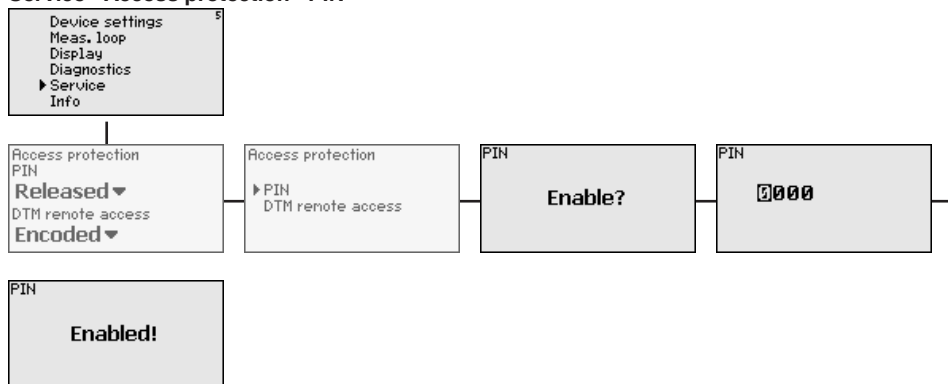 Service - Access protection - PIN
Device settings 5
Meas. loop
Display
Diagnostics
Service
Info
Access protection
PIN
Released
DTM remote access
Encoded
Access protection
PIN
DTM remote access
PIN
Enable?
PIN
0000
PIN
Enabled!